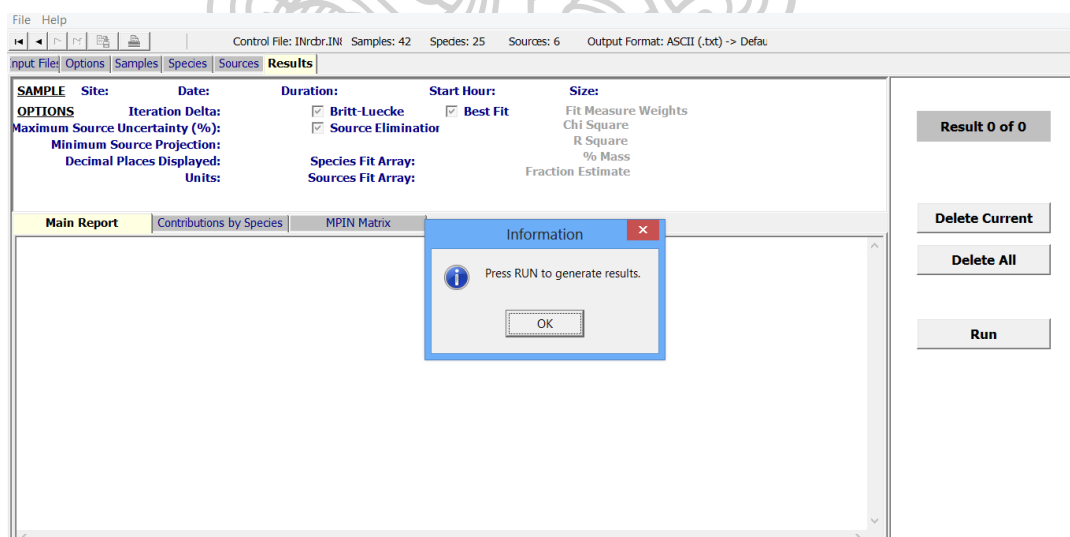 File Help
Control File: INrcbr.IN8 Samples: 42 Species: 25 Sources: 6 Output Format: ASCII (.txt) -> Defau
nput Files Options Samples Species Sources Results
SAMPLE Site: Date: Duration: Start Hour: Size:
OPTIONS Iteration Delta: Britt-Luecke Best Fit Fit Measure Weights
Maximum Source Uncertainty (%): Source Elimination Chi Square
Minimum Source Projection: R Square
Decimal Places Displayed: Species Fit Array: % Mass
Units: Sources Fit Array: Fraction Estimate
Result 0 of 0
Main Report Contributions by Species MPIN Matrix
Delete Current
Information
Delete All
Press RUN to generate results.
OK
Run